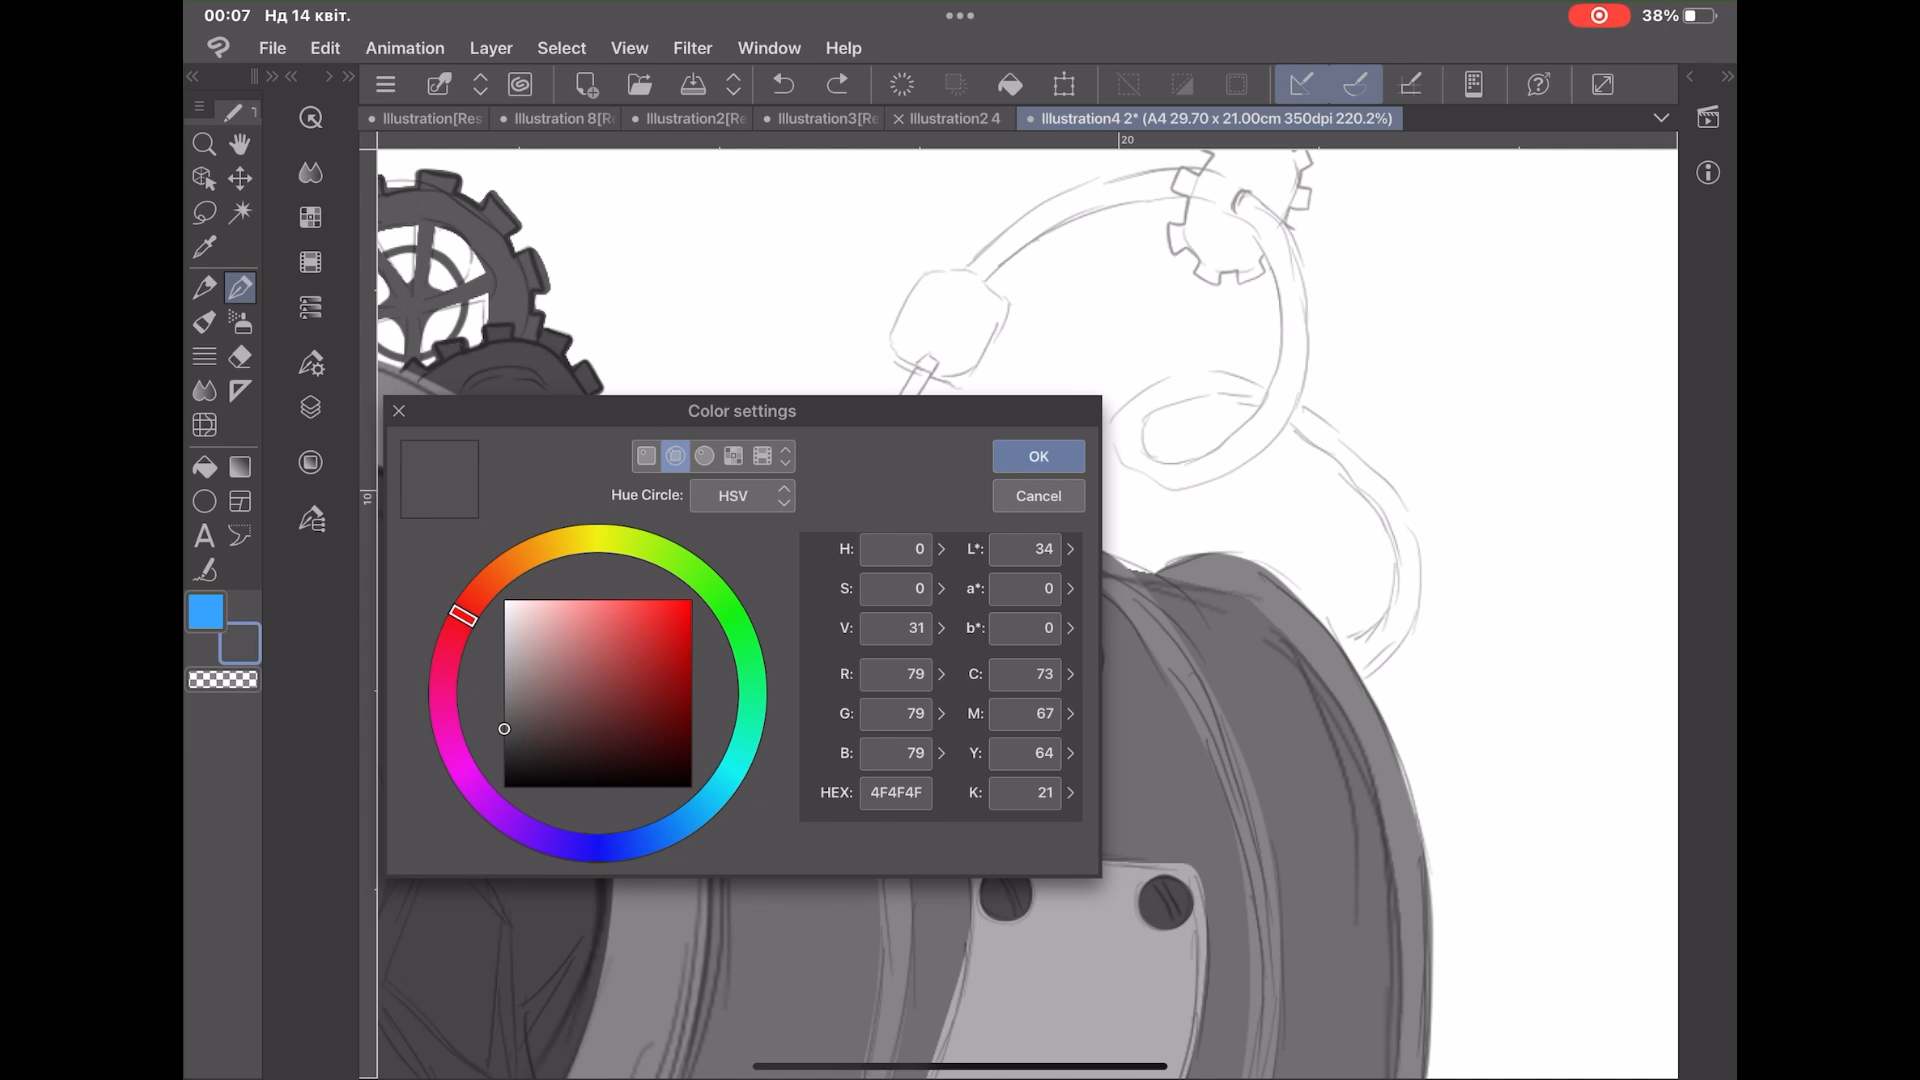 00:07 Нд 14 квіт.
38%
File Edit Animation Layer Select View Filter Window Help
Illustration[Res
Illustration 8[Re
Illustration2[Re
Illustration3[Re
Illustration2 4
Illustration4 2* (A4 29.70 x 21.00cm 350dpi 220.2%)
20
10
Color settings
OK
Hue Circle: HSV
Cancel
H: 0 L*: 34
S: 0 a*: 0
V: 31 b*: 0
R: 79 C: 73
G: 79 M: 67
B: 79 Y: 64
HEX: 4F4F4F K: 21